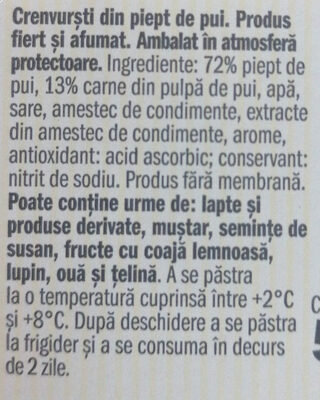 Crenvurști din piept de pui. Produs
fiert și afumat. Ambalat în atmosferă
protectoare. Ingrediente: 72% piept de
pui, 13% carne din pulpă de pui, apă,
sare, amestec de condimente, extracte
din amestec de condimente, arome,
antioxidant: acid ascorbic; conservant:
nitrit de sodiu. Produs fără membrană.
Poate conține urme de: lapte și
produse derivate, muștar, semințe de
susan, fructe cu coajă lemnoasă,
lupin, ouă și țelină. A se păstra
la o temperatură cuprinsă între +2°C
și +8°C. După deschidere a se păstra
la frigider și a se consuma în decurs
de 2 zile.